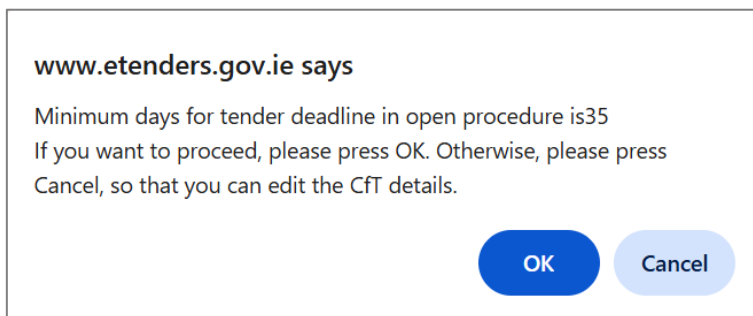 www.etenders.gov.ie says
Minimum days for tender deadline in open procedure is35
If you want to proceed, please press OK. Otherwise, please press
Cancel, so that you can edit the CfT details.
OK Cancel